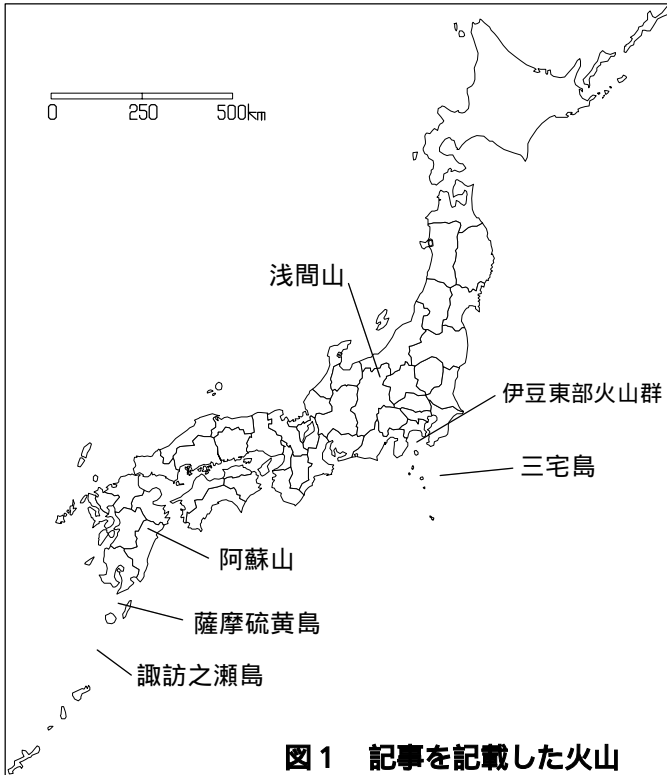 0 250 500km
浅間山
伊豆東部火山群
三宅島
阿蘇山
薩摩硫黄島
諏訪之瀬島
図1 記事を記載した火山